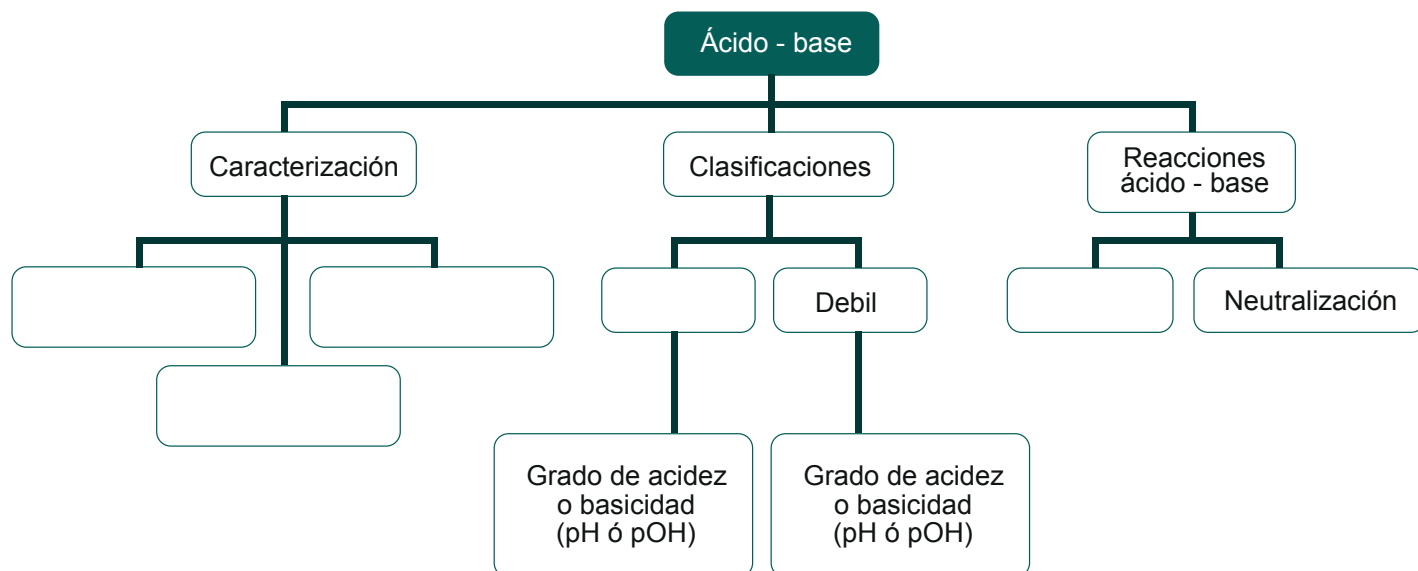 Ácido - base
Caracterización
Clasificaciones
Reacciones
ácido - base
Debil
Neutralización
Grado de acidez
o basicidad
(pH ó pOH)
Grado de acidez
o basicidad
(pH ó pOH)